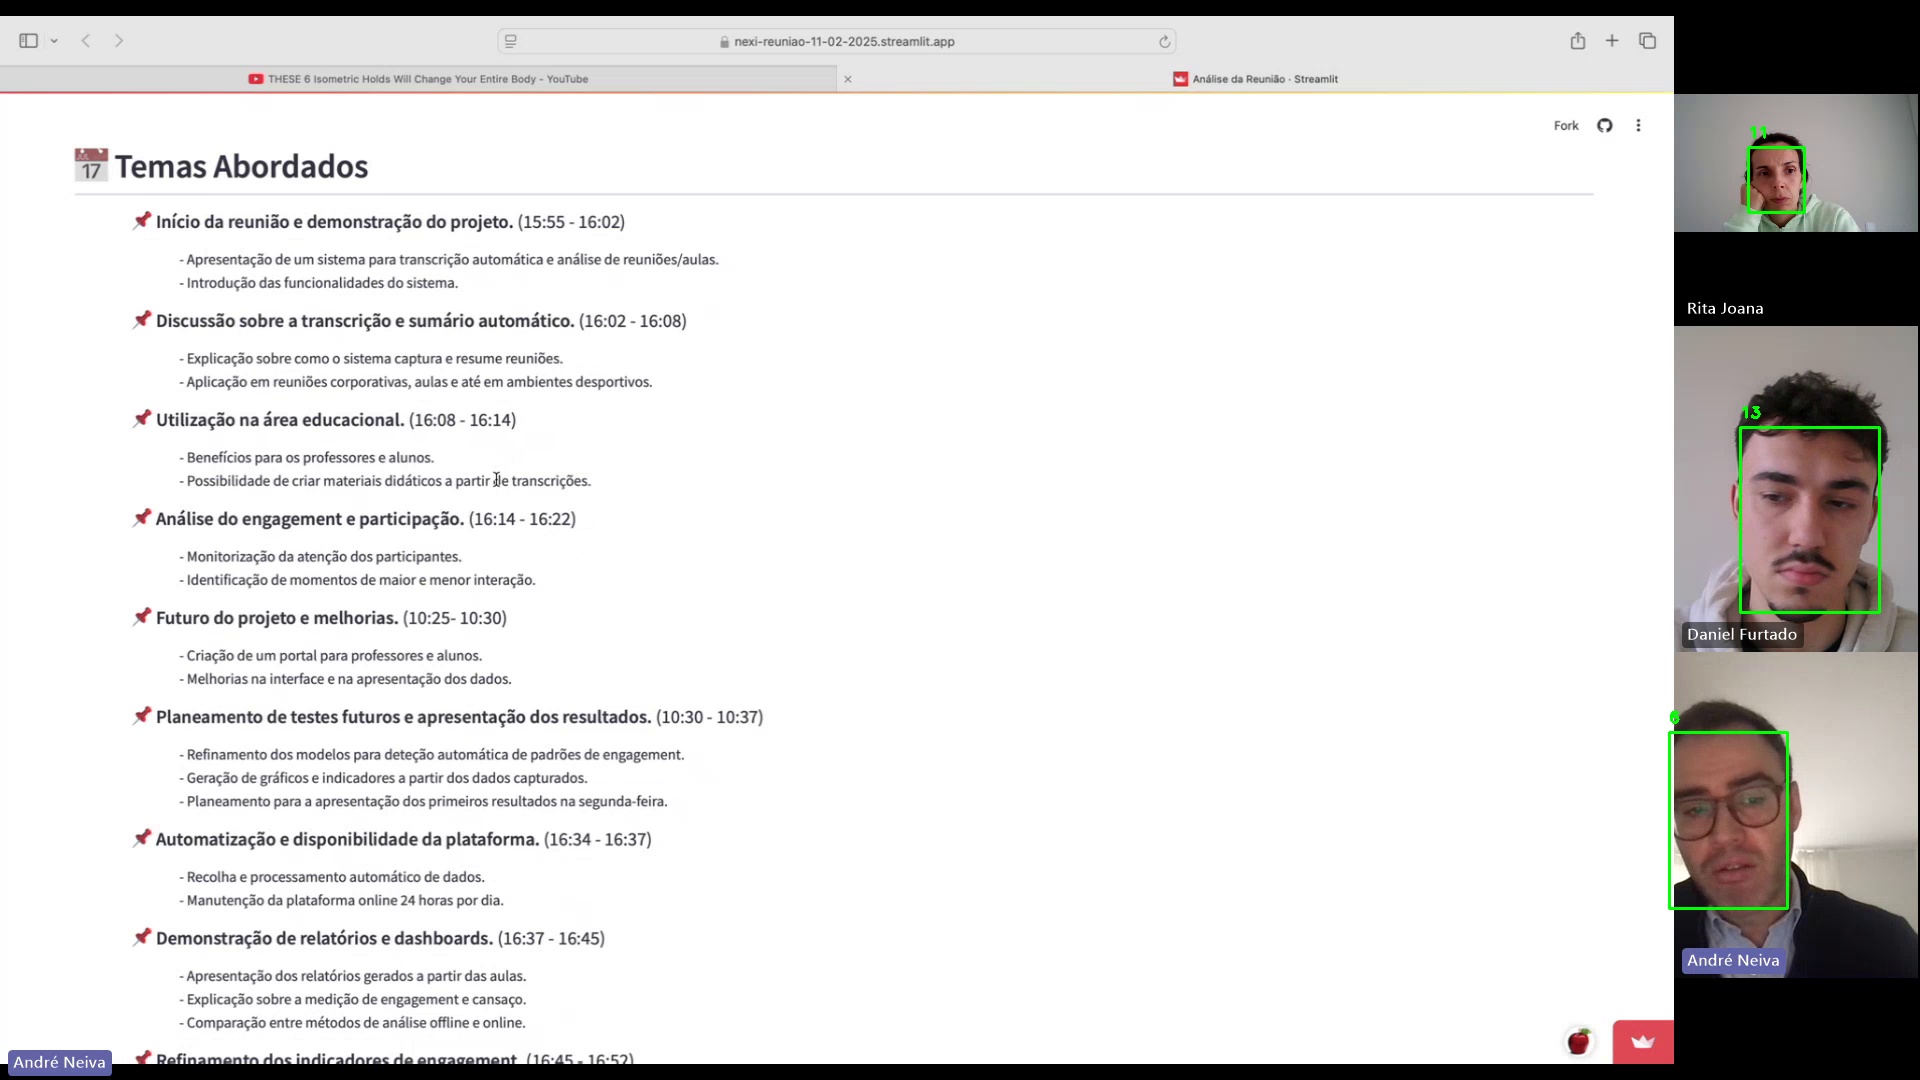 nexi-reuniao-11-02-2025.streamlit.app
THESE 6 Isometric Holds Will Change Your Entire Body - YouTube
Análise da Reunião · Streamlit
Fork
JUL
17
Temas Abordados
Início da reunião e demonstração do projeto. (15:55 - 16:02)
- Apresentação de um sistema para transcrição automática e análise de reuniões/aulas.
- Introdução das funcionalidades do sistema.
Discussão sobre a transcrição e sumário automático. (16:02 - 16:08)
- Explicação sobre como o sistema captura e resume reuniões.
- Aplicação em reuniões corporativas, aulas e até em ambientes desportivos.
Utilização na área educacional. (16:08 - 16:14)
- Benefícios para os professores e alunos.
- Possibilidade de criar materiais didáticos a partir de transcrições.
Análise do engagement e participação. (16:14 - 16:22)
- Monitorização da atenção dos participantes.
- Identificação de momentos de maior e menor interação.
Futuro do projeto e melhorias. (10:25- 10:30)
- Criação de um portal para professores e alunos.
- Melhorias na interface e na apresentação dos dados.
Planeamento de testes futuros e apresentação dos resultados. (10:30 - 10:37)
- Refinamento dos modelos para deteção automática de padrões de engagement.
- Geração de gráficos e indicadores a partir dos dados capturados.
- Planeamento para a apresentação dos primeiros resultados na segunda-feira.
Automatização e disponibilidade da plataforma. (16:34 - 16:37)
- Recolha e processamento automático de dados.
- Manutenção da plataforma online 24 horas por dia.
Demonstração de relatórios e dashboards. (16:37 - 16:45)
- Apresentação dos relatórios gerados a partir das aulas.
- Explicação sobre a medição de engagement e cansaço.
- Comparação entre métodos de análise offline e online.
Refinamento dos indicadores de engagement. (16:45 - 16:52)
André Neiva
11
Rita Joana
13
Daniel Furtado
6
André Neiva